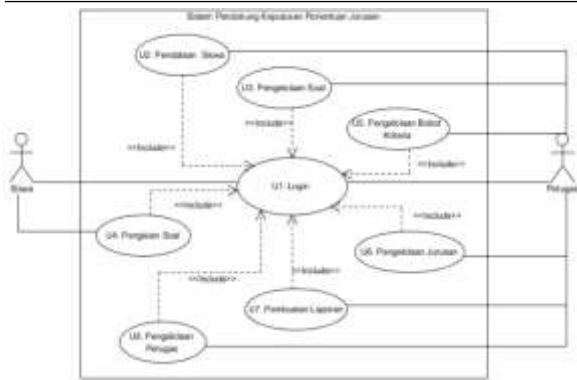 Sistem Pendukung Keputusan Penentuan Jurusan
U2. Pendataan Siswa
U3. Pengelolaan Soal
U5. Pengelolaan Bobot
Kriteria
<<Include>>
<<Include>>
<<Include>>
U1. Login
Siswa
Petugas
<<Include>>
<<Include>>
U4. Pengisian Soal
U6. Pengelolaan Jurusan
<<Include>>
<<Include>>
U7. Pembuatan Laporan
Pengelolaan
Petugas